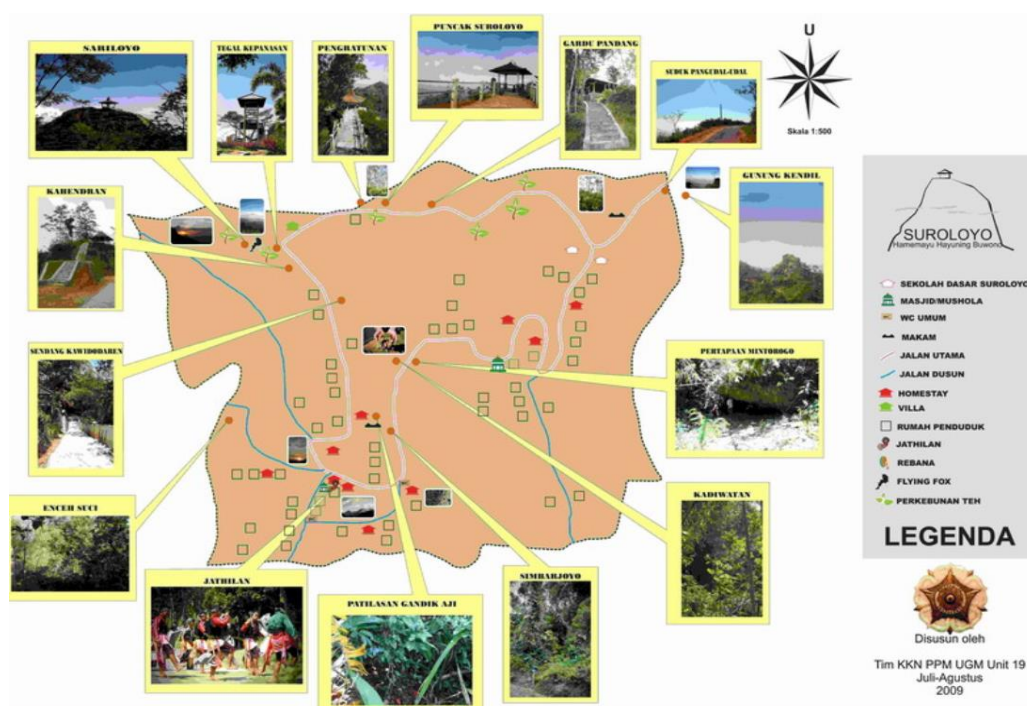 SARILOYO
TEGAL KEPANASAN
PENGRATUNAN
PUNCAK SUROLOYO
GARDU PANDANG
SUDUK PANGUDAL-UDAL
U
Skala 1:500
KAHENDRAN
GUNUNG KENDIL
SUROLOYO
Hamemayu Hayuning Buwono
SEKOLAH DASAR SUROLOYO
MASJID/MUSHOLA
WC UMUM
MAKAM
JALAN UTAMA
JALAN DUSUN
HOMESTAY
VILLA
RUMAH PENDUDUK
JATHILAN
REBANA
FLYING FOX
PERKEBUNAN TEH
LEGENDA
SENDANG KAWIDODAREN
PERTAPAAN MINTOROGO
ENCEH SUCI
KADIWATAN
JATHILAN
PATILASAN GANDIK AJI
SIMBARJOYO
Disusun oleh
Tim KKN PPM UGM Unit 19
Juli-Agustus
2009